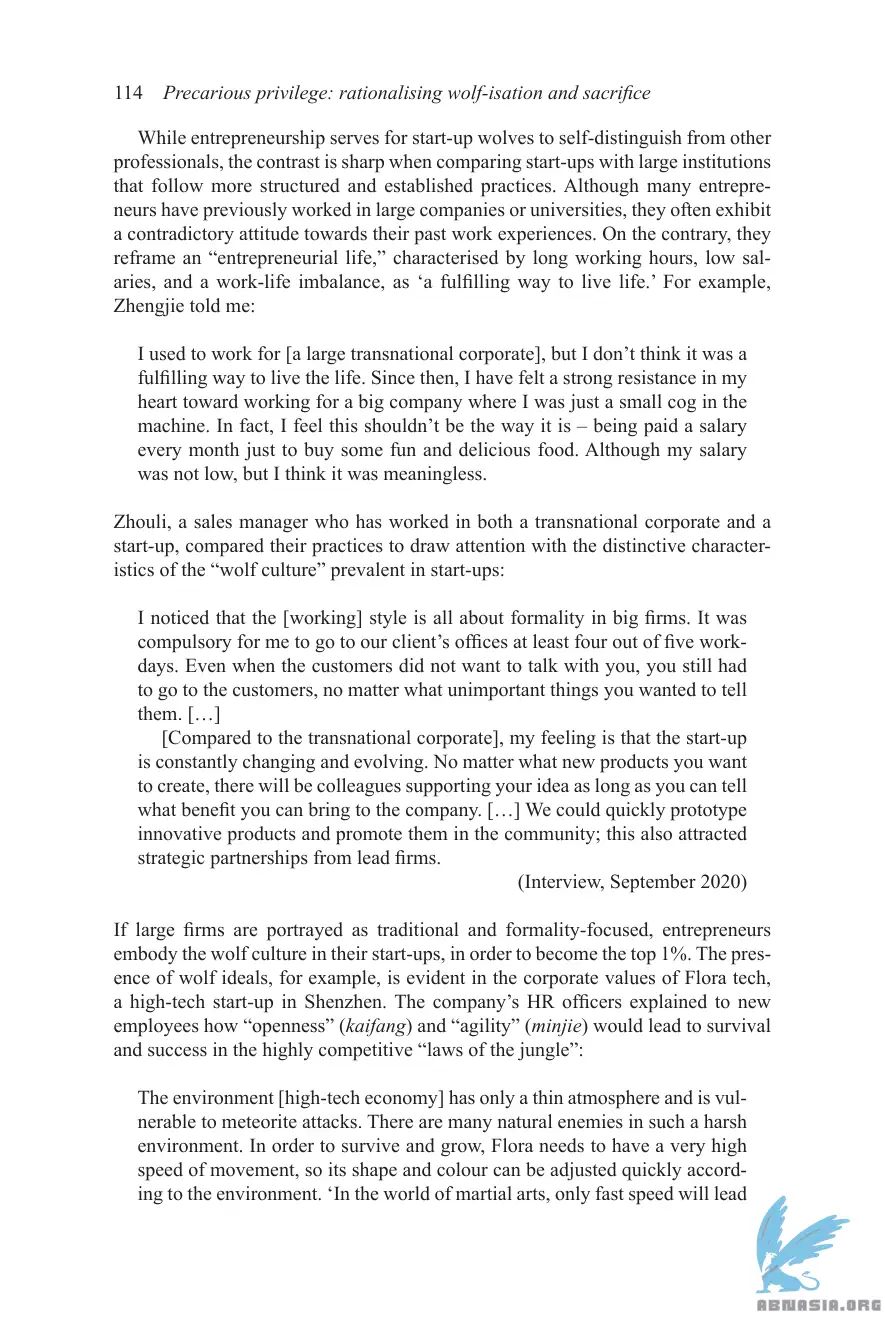 114 Precarious privilege: rationalising wolf-isation and sacrifice
While entrepreneurship serves for start-up wolves to self-distinguish from other
professionals, the contrast is sharp when comparing start-ups with large institutions
that follow more structured and established practices. Although many entrepre-
neurs have previously worked in large companies or universities, they often exhibit
a contradictory attitude towards their past work experiences. On the contrary, they
reframe an “entrepreneurial life,” characterised by long working hours, low sal-
aries, and a work-life imbalance, as ‘a fulfilling way to live life.’ For example,
Zhengjie told me:
I used to work for [a large transnational corporate], but I don’t think it was a
fulfilling way to live the life. Since then, I have felt a strong resistance in my
heart toward working for a big company where I was just a small cog in the
machine. In fact, I feel this shouldn’t be the way it is – being paid a salary
every month just to buy some fun and delicious food. Although my salary
was not low, but I think it was meaningless.
Zhouli, a sales manager who has worked in both a transnational corporate and a
start-up, compared their practices to draw attention with the distinctive character-
istics of the “wolf culture” prevalent in start-ups:
I noticed that the [working] style is all about formality in big firms. It was
compulsory for me to go to our client’s offices at least four out of five work-
days. Even when the customers did not want to talk with you, you still had
to go to the customers, no matter what unimportant things you wanted to tell
them. […]
[Compared to the transnational corporate], my feeling is that the start-up
is constantly changing and evolving. No matter what new products you want
to create, there will be colleagues supporting your idea as long as you can tell
what benefit you can bring to the company. […] We could quickly prototype
innovative products and promote them in the community; this also attracted
strategic partnerships from lead firms.
(Interview, September 2020)
If large firms are portrayed as traditional and formality-focused, entrepreneurs
embody the wolf culture in their start-ups, in order to become the top 1%. The pres-
ence of wolf ideals, for example, is evident in the corporate values of Flora tech,
a high-tech start-up in Shenzhen. The company’s HR officers explained to new
employees how “openness” (kaifang) and “agility” (minjie) would lead to survival
and success in the highly competitive “laws of the jungle”:
The environment [high-tech economy] has only a thin atmosphere and is vul-
nerable to meteorite attacks. There are many natural enemies in such a harsh
environment. In order to survive and grow, Flora needs to have a very high
speed of movement, so its shape and colour can be adjusted quickly accord-
ing to the environment. ‘In the world of martial arts, only fast speed will lead
ABNASIA.ORG